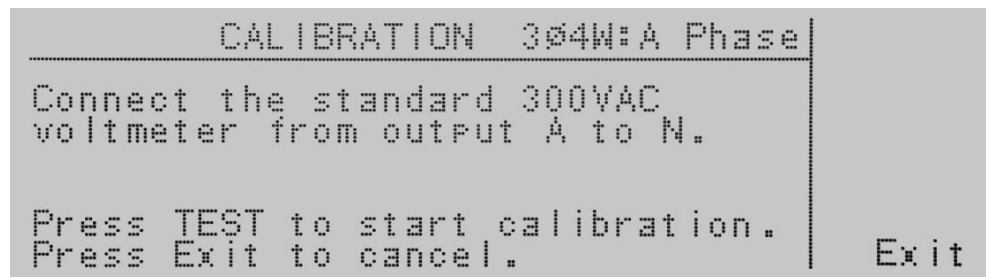 CALIBRATION 3ø4W:A Phase
Connect the standard 300VAC
voltmeter from output A to N.
Press TEST to start calibration.
Press Exit to cancel.
Exit